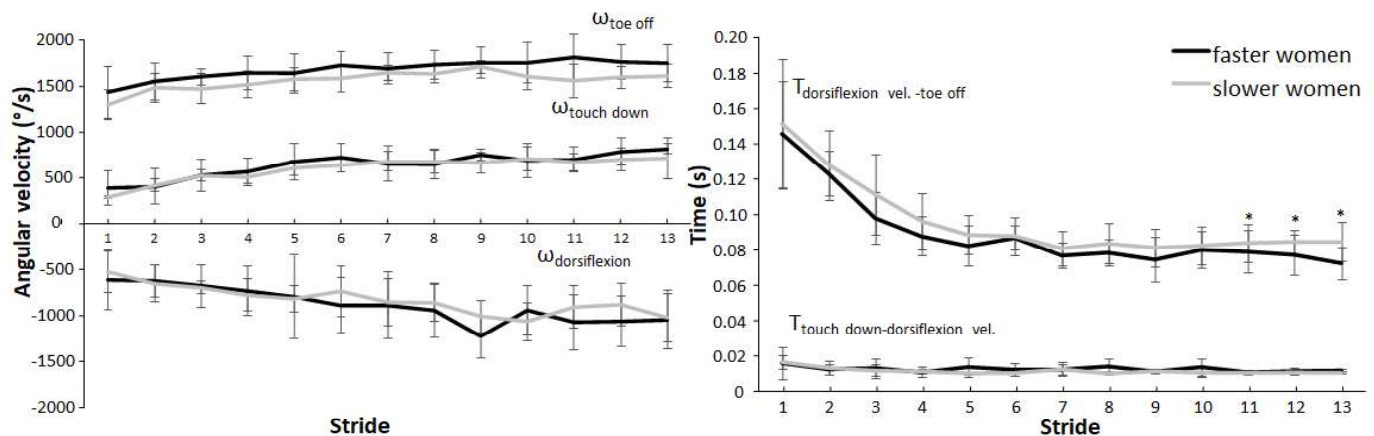 ω toe off
2000
1500
1000
500
0
-500
-1000
-1500
-2000
Angular velocity (°/s)
ω touch down
1 2 3 4 5 6 7 8 9 10 11 12 13
ω dorsiflexion
Stride
0.20
0.18
0.16
0.14
0.12
0.10
0.08
0.06
0.04
0.02
0
Time (s)
faster women
slower women
T dorsiflexion vel. -toe off
* * *
T touch down-dorsiflexion vel.
1 2 3 4 5 6 7 8 9 10 11 12 13
Stride